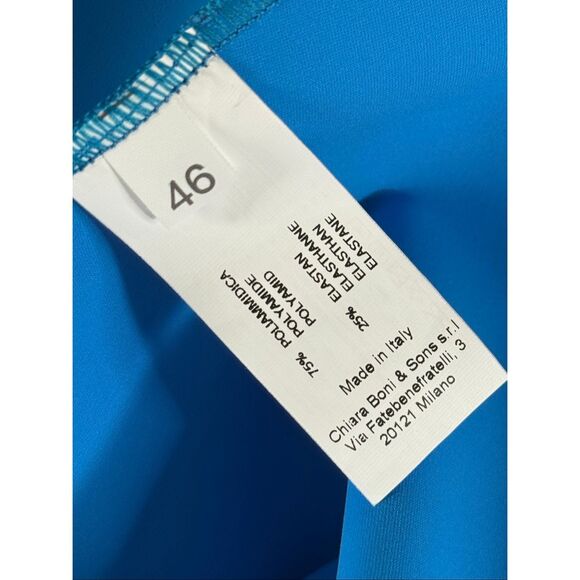 46
75% POLIAMMIDICA
POLYAMIDE
POLYAMID
25% ELASTAN
ELASTHANNE
ELASTHAN
ELASTANE
Made in Italy
Chiara Boni & Sons s.r.l
Via Fatebenefratelli, 3
20121 Milano